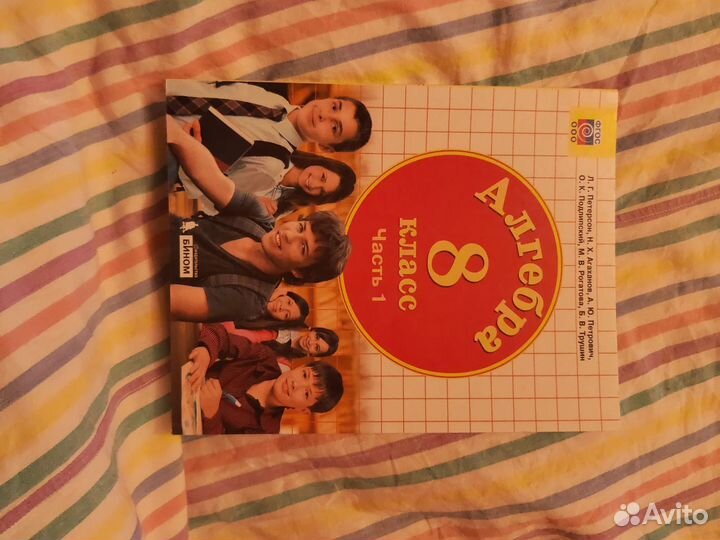 ФГОС
ООО
Л. Г. Петерсон, Н. Х. Агаханов, А. Ю. Петрович,
О. К. Подлипский, М. В. Рогатова, Б. В. Трушин
Алгебра
8
класс
Часть 1
БИНОМ
Avito